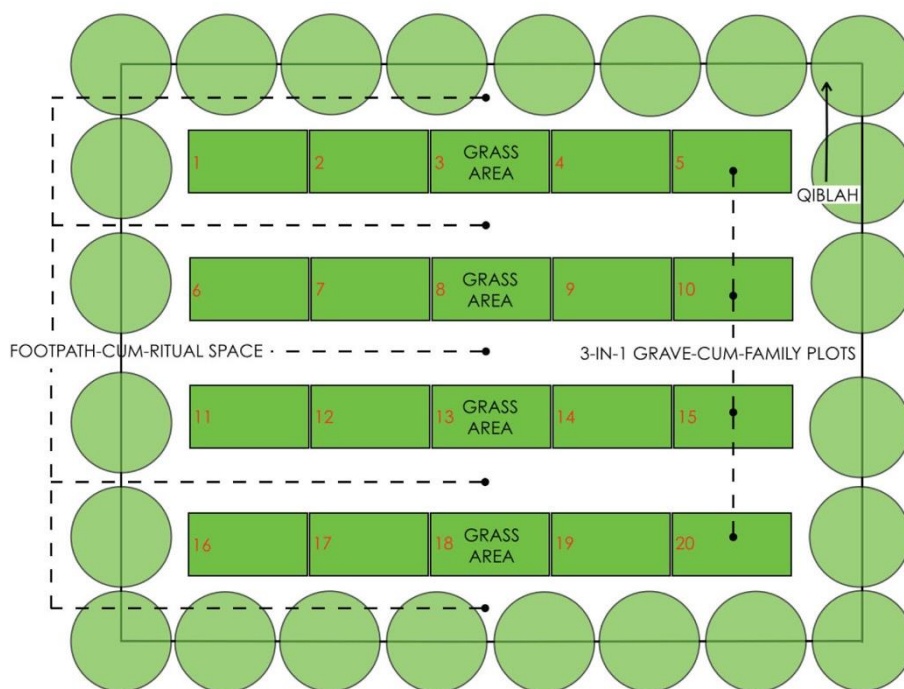 1
2
3
GRASS
AREA
4
5
QIBLAH
6
7
8
GRASS
AREA
9
10
FOOTPATH-CUM-RITUAL SPACE
3-IN-1 GRAVE-CUM-FAMILY PLOTS
11
12
13
GRASS
AREA
14
15
16
17
18
GRASS
AREA
19
20